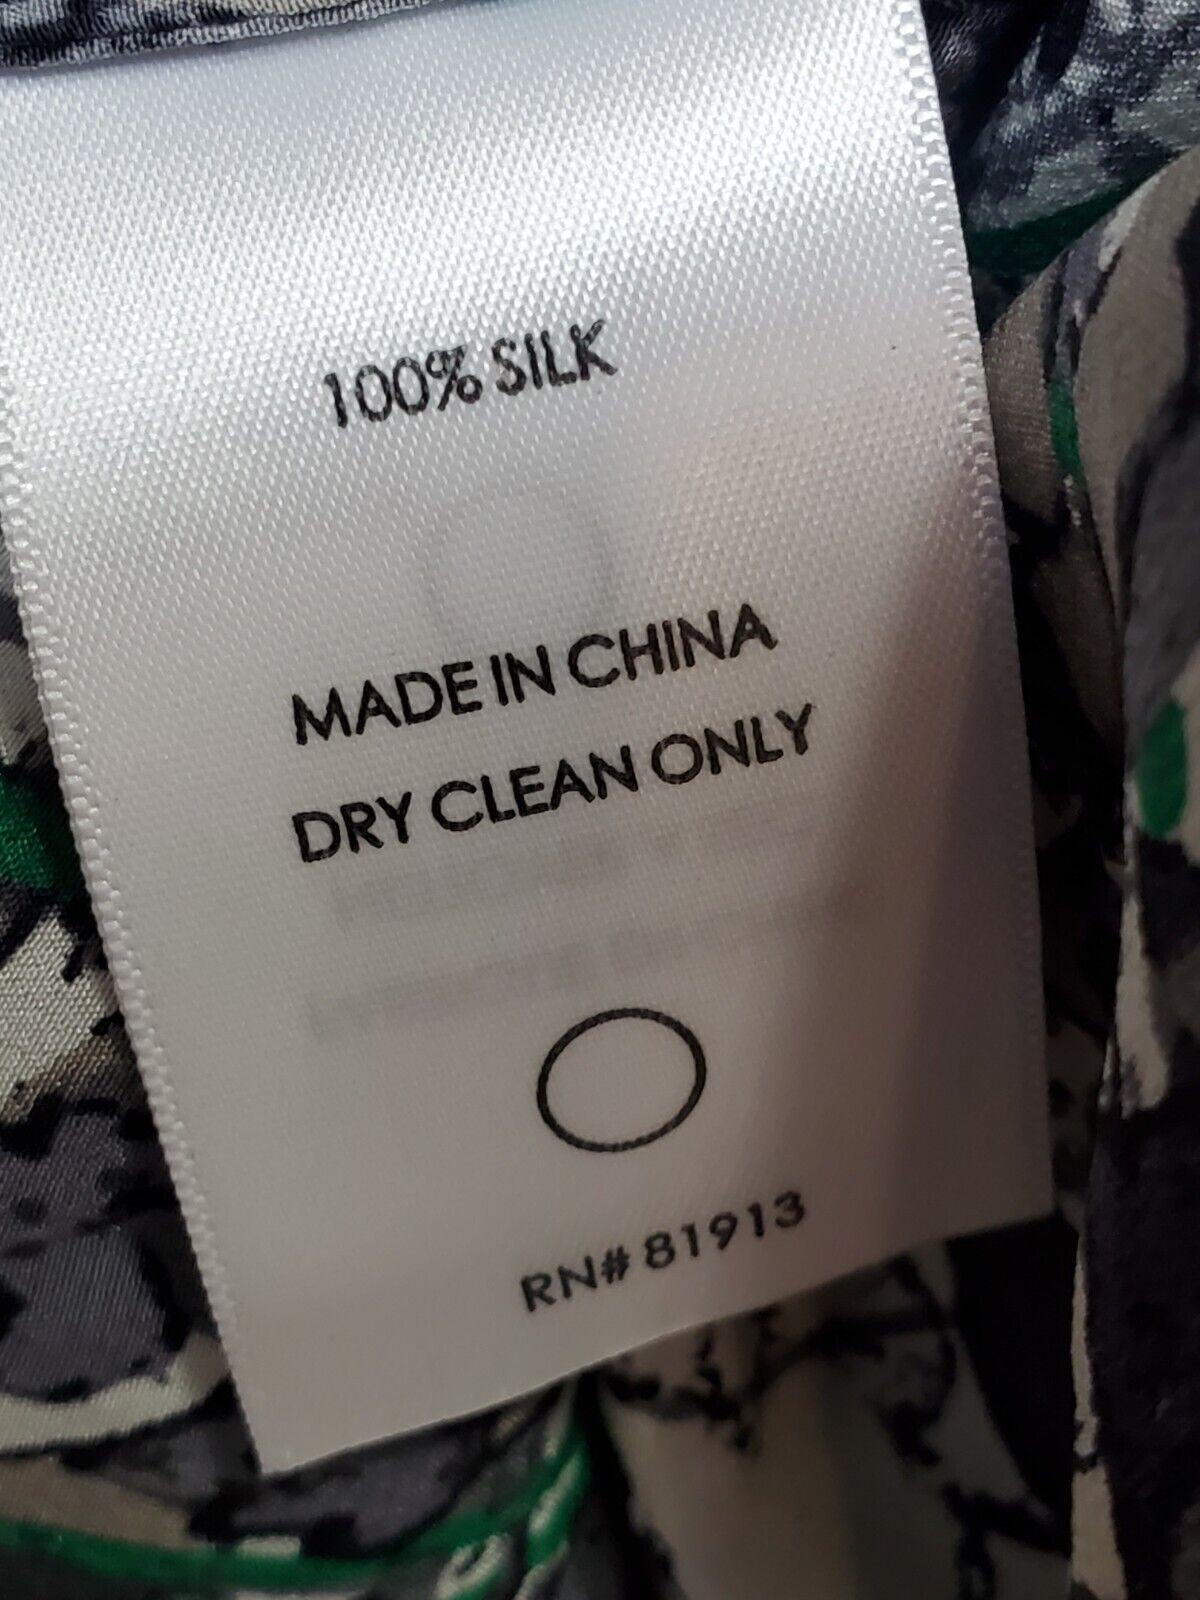 100% SILK
MADE IN CHINA
DRY CLEAN ONLY
RN# 81913